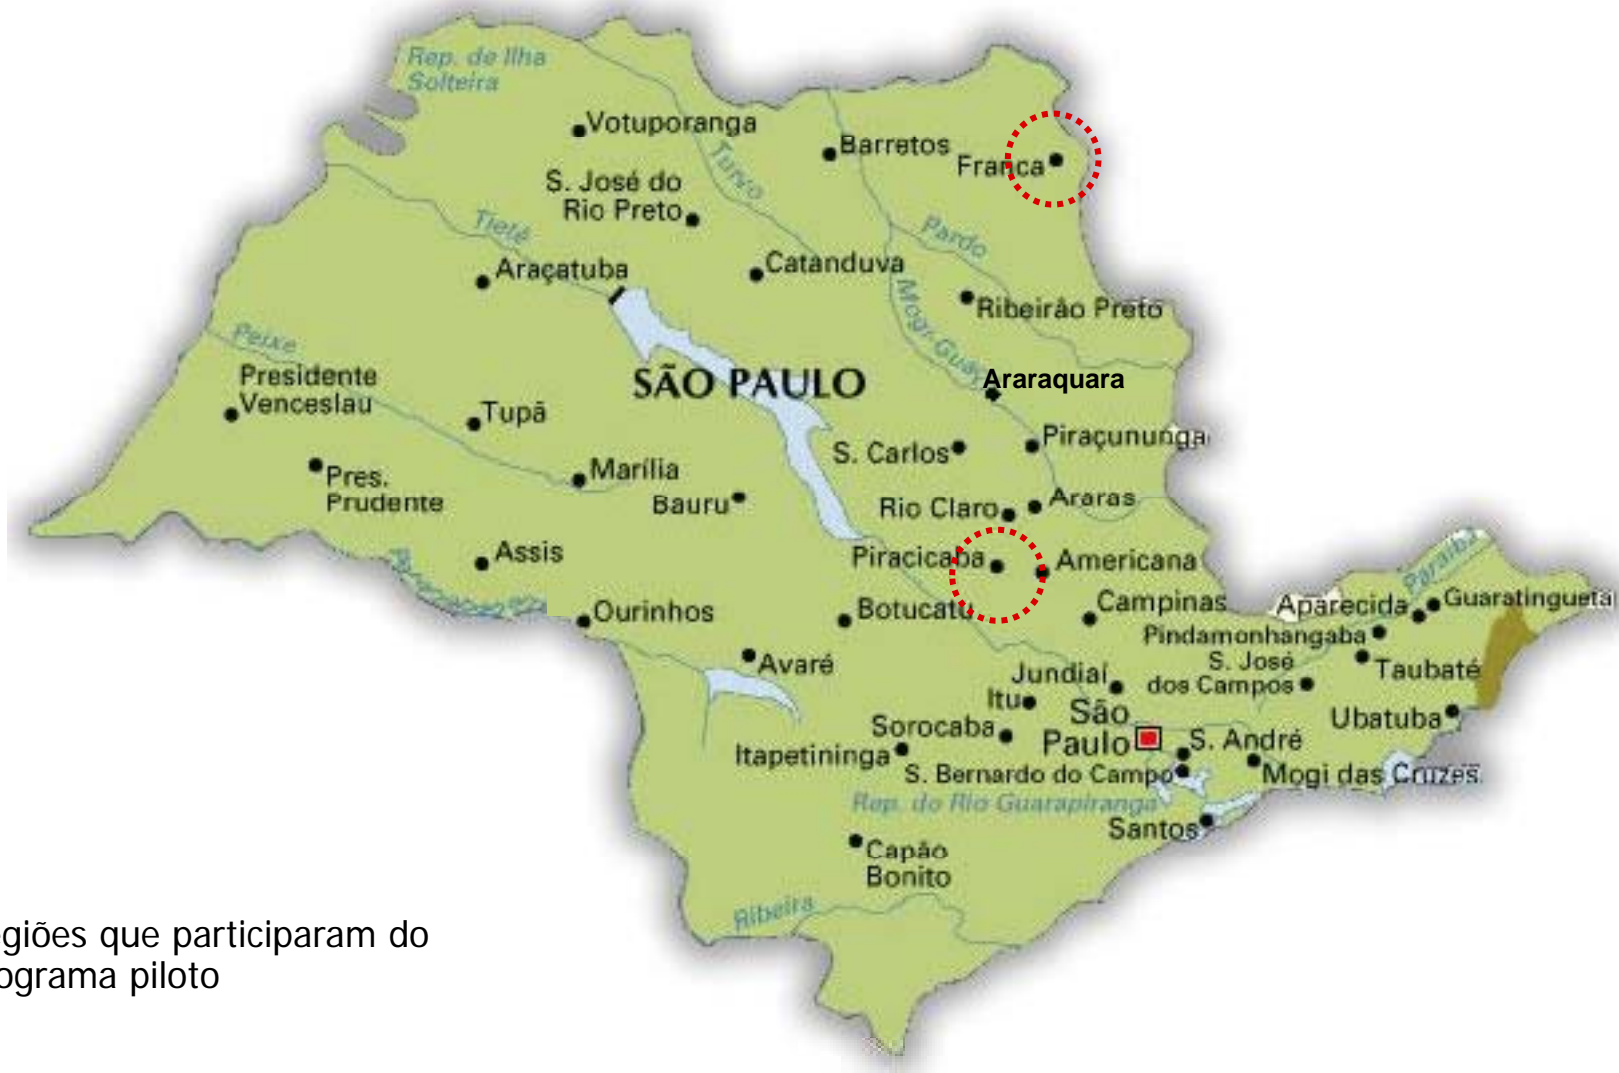 Rep. de Ilha
Solteira
Votuporanga
Barretos
Franca
Turvo
S. José do
Rio Preto
Tietê
Pardo
Araçatuba
Catanduva
Mogi-Guaçu
Ribeirão Preto
Peixe
Presidente
Venceslau
SÃO PAULO
Araraquara
Tupã
S. Carlos
Piraçununga
Pres.
Prudente
Marília
Bauru
Rio Claro
Araras
Assis
Piracicaba
Americana
Paraíba
Paranapanema
Ourinhos
Botucatu
Campinas
Aparecida
Guaratinguetá
Pindamonhangaba
Avaré
Jundiaí
S. José
dos Campos
Taubaté
Itu
São
Paulo
Ubatuba
Sorocaba
Itapetininga
S. André
S. Bernardo do Campo
Mogi das Cruzes
Rep. do Rio Guarapiranga
Santos
Capão
Bonito
Ribeira
egiões que participaram do
ograma piloto